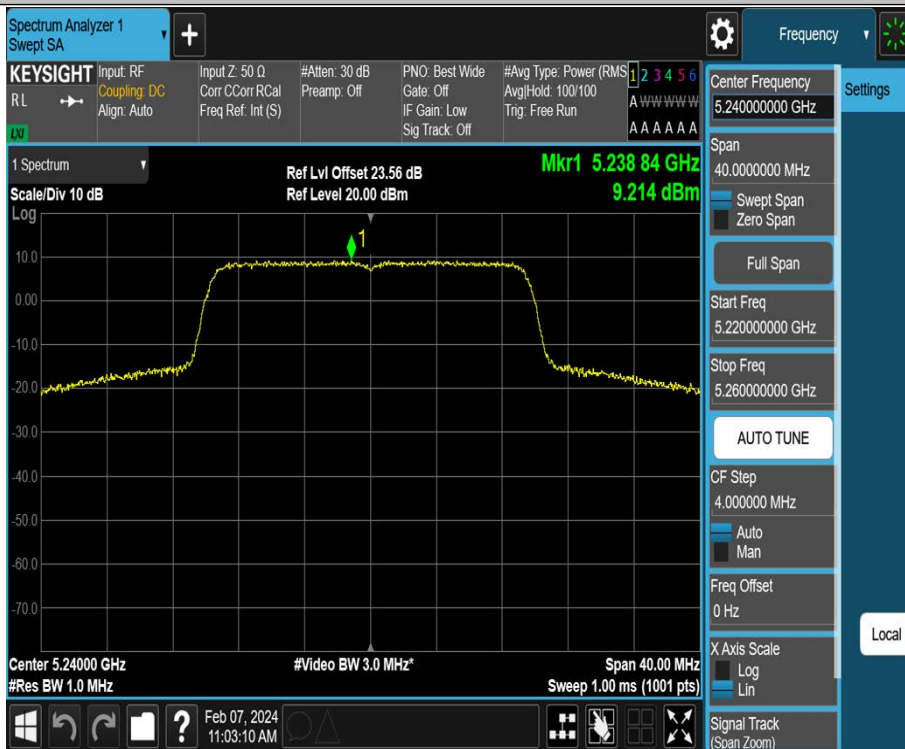 Spectrum Analyzer 1
Swept SA
+
Frequency
KEYSIGHT
RL
LXI
Input: RF
Coupling: DC
Align: Auto
Input Z: 50 Ω
Corr CCorr RCal
Freq Ref: Int (S)
#Atten: 30 dB
Preamp: Off
PNO: Best Wide
Gate: Off
IF Gain: Low
Sig Track: Off
#Avg Type: Power (RMS
Avg|Hold: 100/100
Trig: Free Run
1 2 3 4 5 6
A W W W W W
A A A A A A
1 Spectrum
Scale/Div 10 dB
Log
Ref Lvl Offset 23.56 dB
Ref Level 20.00 dBm
Mkr1 5.238 84 GHz
9.214 dBm
1
10.0
0.00
-10.0
-20.0
-30.0
-40.0
-50.0
-60.0
-70.0
Center 5.24000 GHz
#Res BW 1.0 MHz
#Video BW 3.0 MHz*
Span 40.00 MHz
Sweep 1.00 ms (1001 pts)
Center Frequency
5.240000000 GHz
Span
40.0000000 MHz
Swept Span
Zero Span
Full Span
Start Freq
5.220000000 GHz
Stop Freq
5.260000000 GHz
AUTO TUNE
CF Step
4.000000 MHz
Auto
Man
Freq Offset
0 Hz
X Axis Scale
Log
Lin
Signal Track
(Span Zoom)
Settings
Local
?
Feb 07, 2024
11:03:10 AM